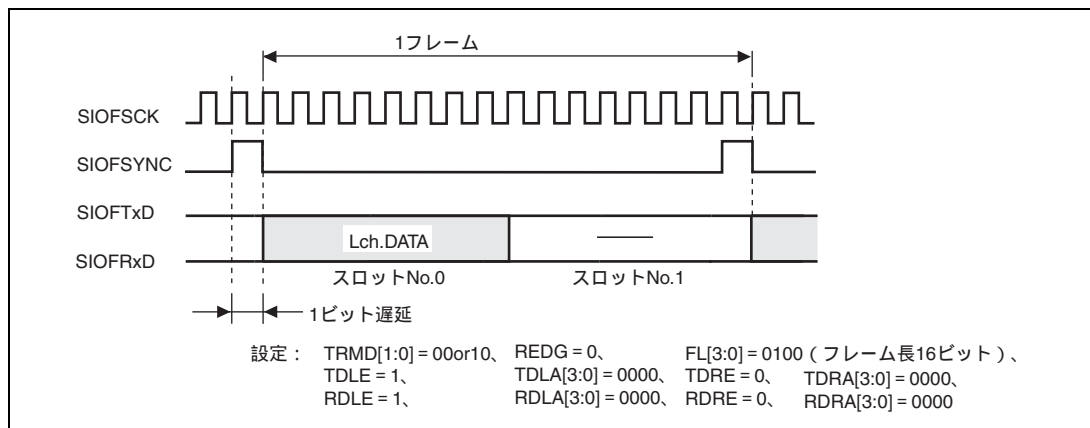 1フレーム
SIOFSCK
SIOFSYNC
SIOFTxD
Lch.DATA
SIOFRxD
スロットNo.0 スロットNo.1
1ビット遅延
設定： TRMD[1:0] = 00or10、 REDG = 0、 FL[3:0] = 0100（フレーム長16ビット）、
TDLE = 1、 TDLA[3:0] = 0000、 TDRE = 0、 TDRA[3:0] = 0000、
RDLE = 1、 RDLA[3:0] = 0000、 RDRE = 0、 RDRA[3:0] = 0000